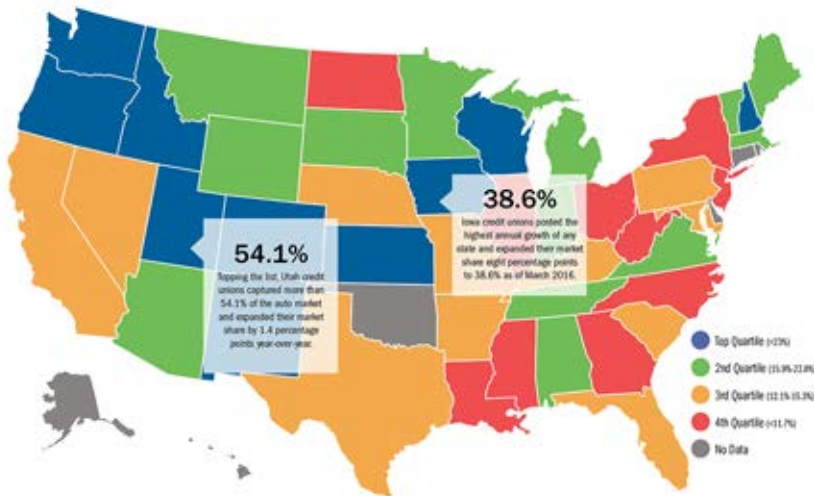 54.1%
Topping the list, Utah credit
unions captured more than
54.1% of the auto market
and expanded their market
share by 1.4 percentage
points year-over-year.
38.6%
Iowa credit unions posted the
highest annual growth of any
state and expanded their market
share eight percentage points
to 38.6% as of March 2016.
Top Quartile (>23%)
2nd Quartile
3rd Quartile
4th Quartile (<11.7%)
No Data